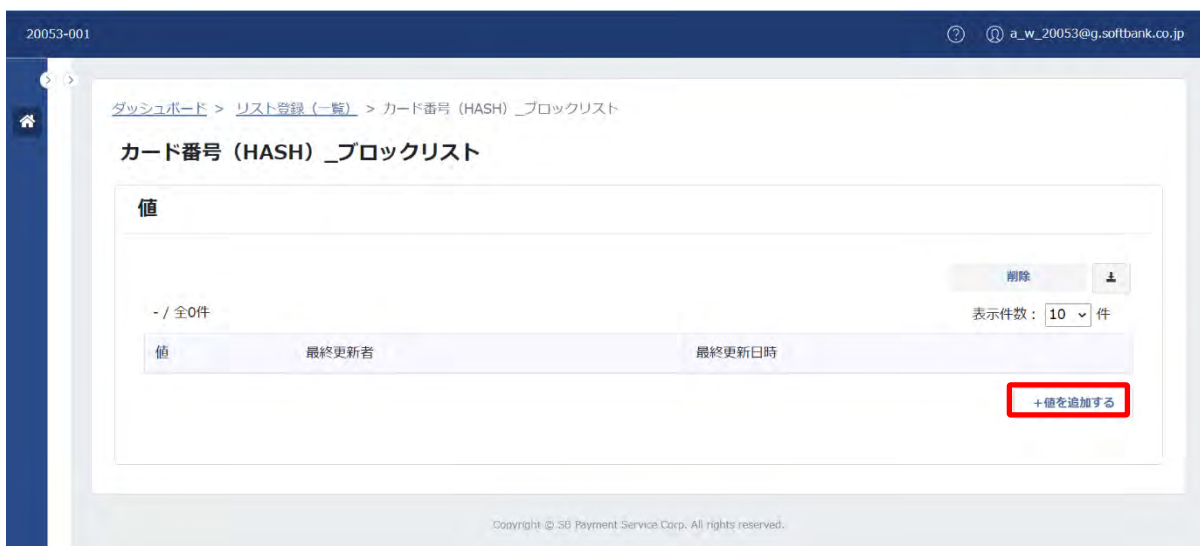 20053-001
a_w_20053@g.softbank.co.jp
ダッシュボード > リスト登録（一覧） > カード番号（HASH）_ブロックリスト
カード番号（HASH）_ブロックリスト
値
削除
- / 全0件
表示件数： 10 件
値 最終更新者 最終更新日時
+値を追加する
Copyright © SB Payment Service Corp. All rights reserved.